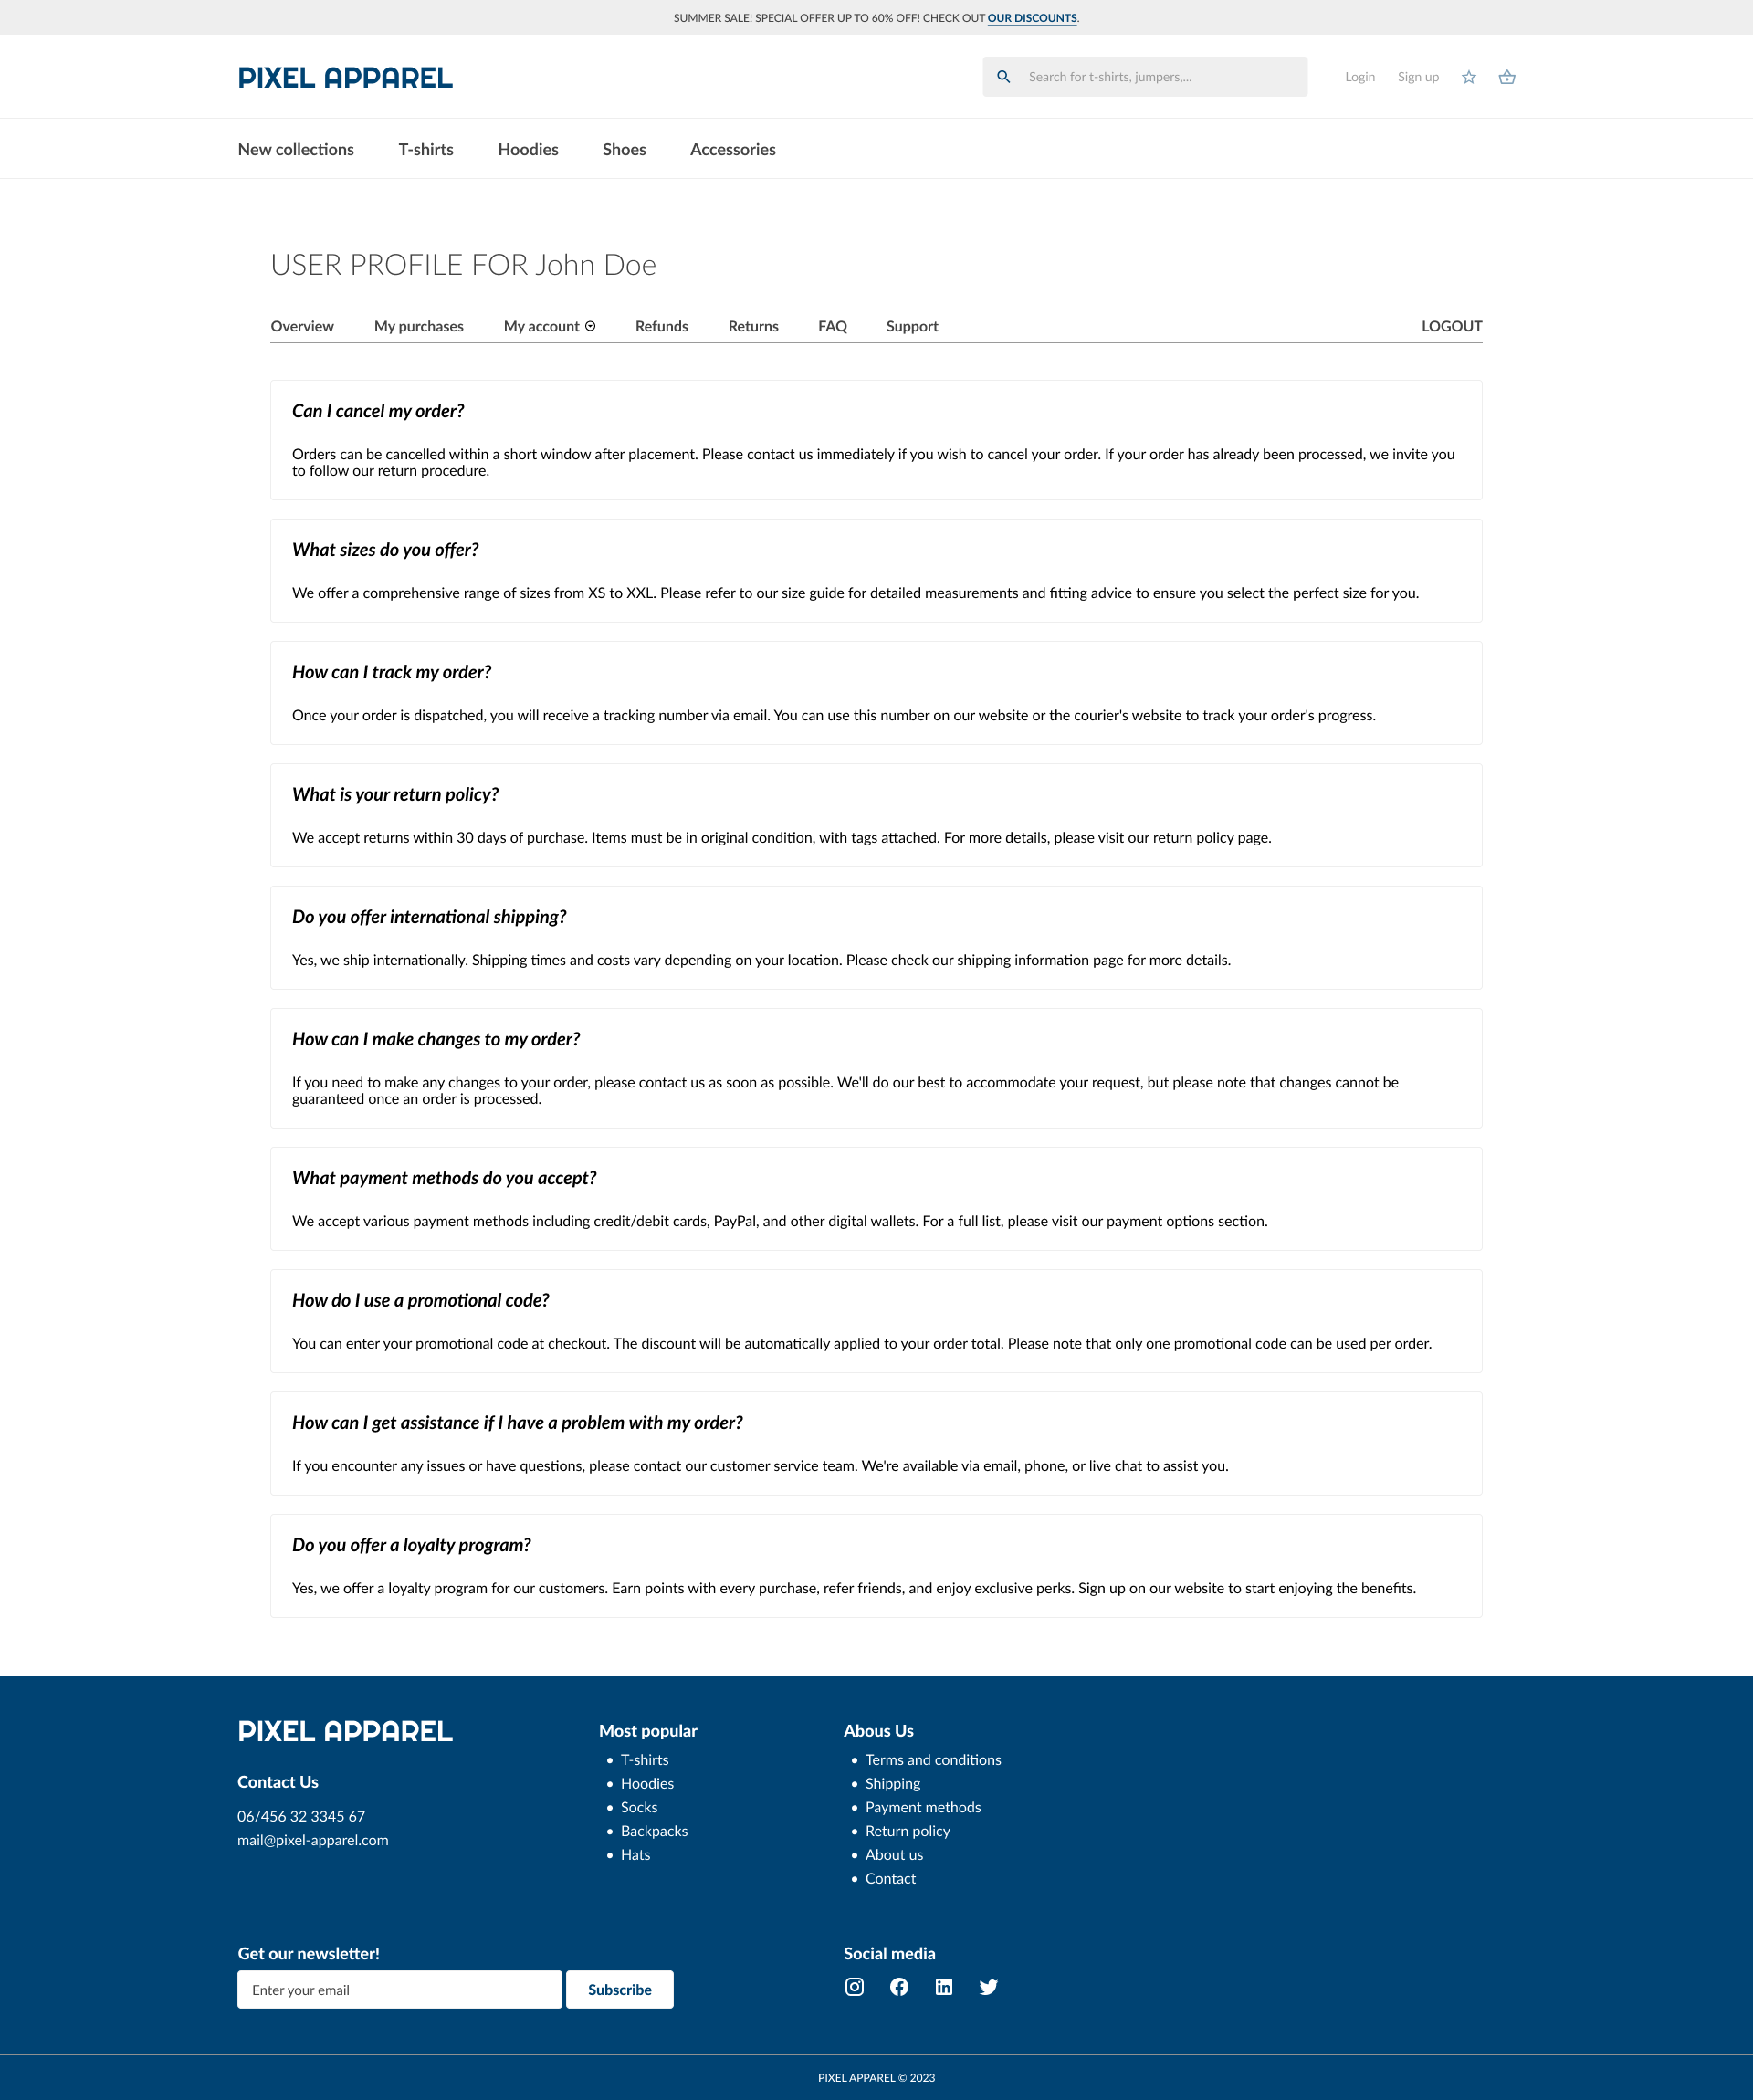 SUMMER SALE! SPECIAL OFFER UP TO 60% OFF! CHECK OUT OUR DISCOUNTS.
PIXEL APPAREL
Search for t-shirts, jumpers,...
Login
Sign up
New collections
T-shirts
Hoodies
Shoes
Accessories
USER PROFILE FOR John Doe
Overview
My purchases
My account
Refunds
Returns
FAQ
Support
LOGOUT
Can I cancel my order?
Orders can be cancelled within a short window after placement. Please contact us immediately if you wish to cancel your order. If your order has already been processed, we invite you
to follow our return procedure.
What sizes do you offer?
We offer a comprehensive range of sizes from XS to XXL. Please refer to our size guide for detailed measurements and fitting advice to ensure you select the perfect size for you.
How can I track my order?
Once your order is dispatched, you will receive a tracking number via email. You can use this number on our website or the courier's website to track your order's progress.
What is your return policy?
We accept returns within 30 days of purchase. Items must be in original condition, with tags attached. For more details, please visit our return policy page.
Do you offer international shipping?
Yes, we ship internationally. Shipping times and costs vary depending on your location. Please check our shipping information page for more details.
How can I make changes to my order?
If you need to make any changes to your order, please contact us as soon as possible. We'll do our best to accommodate your request, but please note that changes cannot be
guaranteed once an order is processed.
What payment methods do you accept?
We accept various payment methods including credit/debit cards, PayPal, and other digital wallets. For a full list, please visit our payment options section.
How do I use a promotional code?
You can enter your promotional code at checkout. The discount will be automatically applied to your order total. Please note that only one promotional code can be used per order.
How can I get assistance if I have a problem with my order?
If you encounter any issues or have questions, please contact our customer service team. We're available via email, phone, or live chat to assist you.
Do you offer a loyalty program?
Yes, we offer a loyalty program for our customers. Earn points with every purchase, refer friends, and enjoy exclusive perks. Sign up on our website to start enjoying the benefits.
PIXEL APPAREL
Contact Us
06/456 32 3345 67
mail@pixel-apparel.com
Most popular
T-shirts
Hoodies
Socks
Backpacks
Hats
Abous Us
Terms and conditions
Shipping
Payment methods
Return policy
About us
Contact
Get our newsletter!
Enter your email
Subscribe
Social media
PIXEL APPAREL © 2023